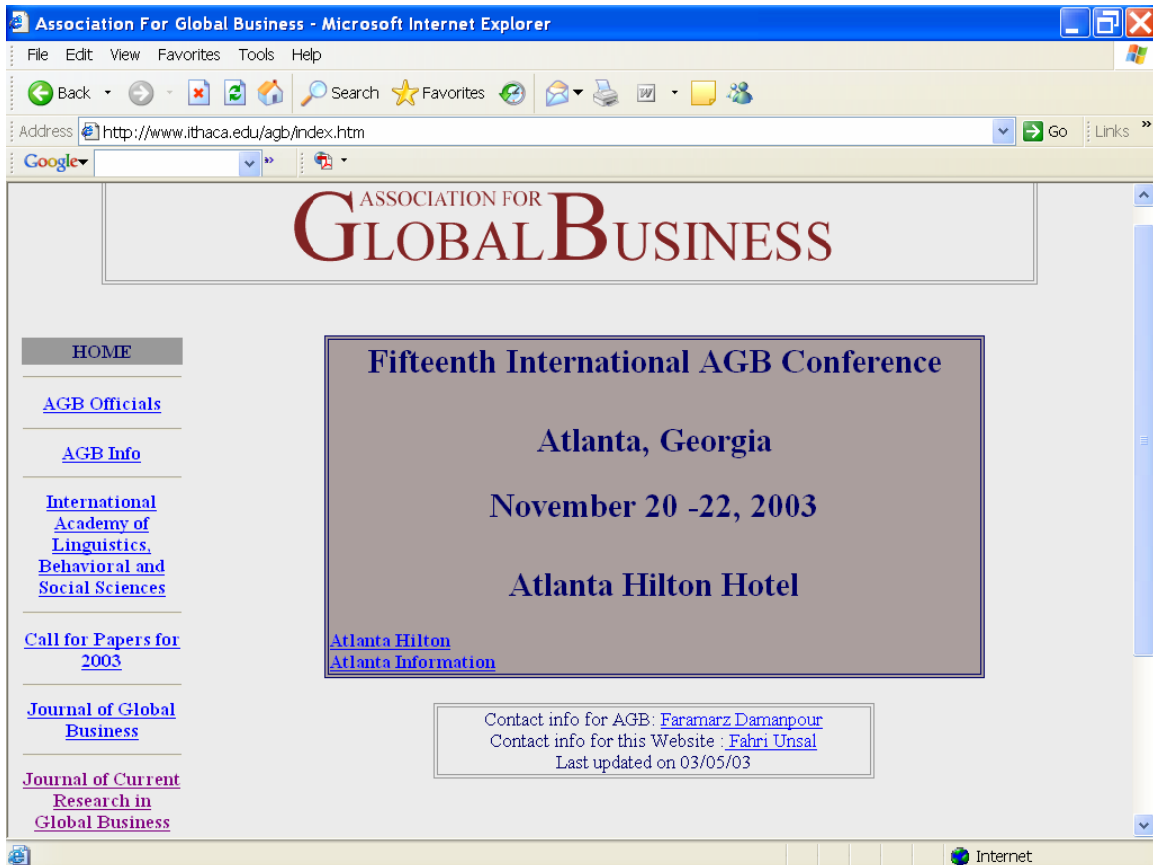 Association For Global Business - Microsoft Internet Explorer
File Edit View Favorites Tools Help
Back Search Favorites
Address http://www.ithaca.edu/agb/index.htm Go Links »
Google
ASSOCIATION FOR
GLOBAL BUSINESS
HOME
AGB Officials
AGB Info
International
Academy of
Linguistics,
Behavioral and
Social Sciences
Call for Papers for
2003
Journal of Global
Business
Journal of Current
Research in
Global Business
Fifteenth International AGB Conference
Atlanta, Georgia
November 20 -22, 2003
Atlanta Hilton Hotel
Atlanta Hilton
Atlanta Information
Contact info for AGB: Faramarz Damanpour
Contact info for this Website : Fahri Unsal
Last updated on 03/05/03
Internet